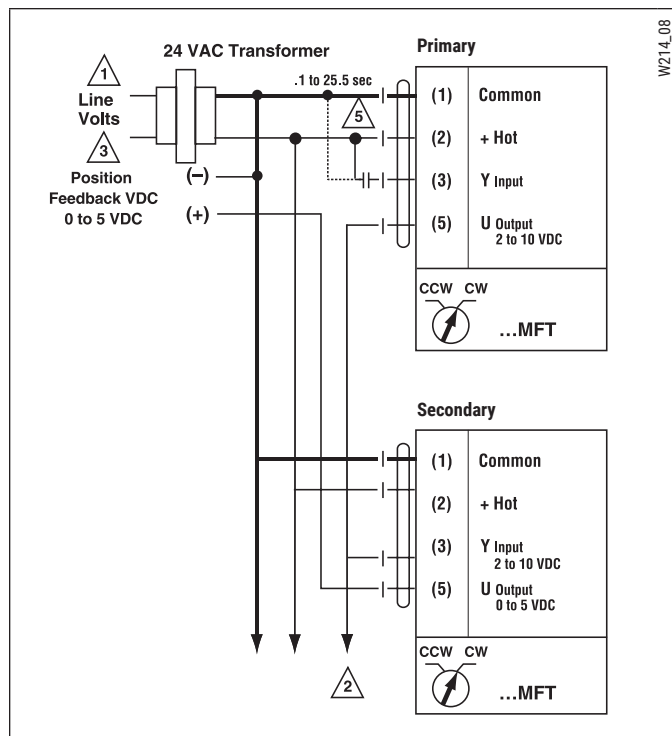 W214_08
24 VAC Transformer
Primary
1
Line
Volts
.1 to 25.5 sec
5
(1) Common
(2) + Hot
(3) Y Input
(5) U Output
2 to 10 VDC
3
Position
Feedback VDC
0 to 5 VDC
(–)
(+)
CCW CW
...MFT
Secondary
(1) Common
(2) + Hot
(3) Y Input
2 to 10 VDC
(5) U Output
0 to 5 VDC
CCW CW
...MFT
2